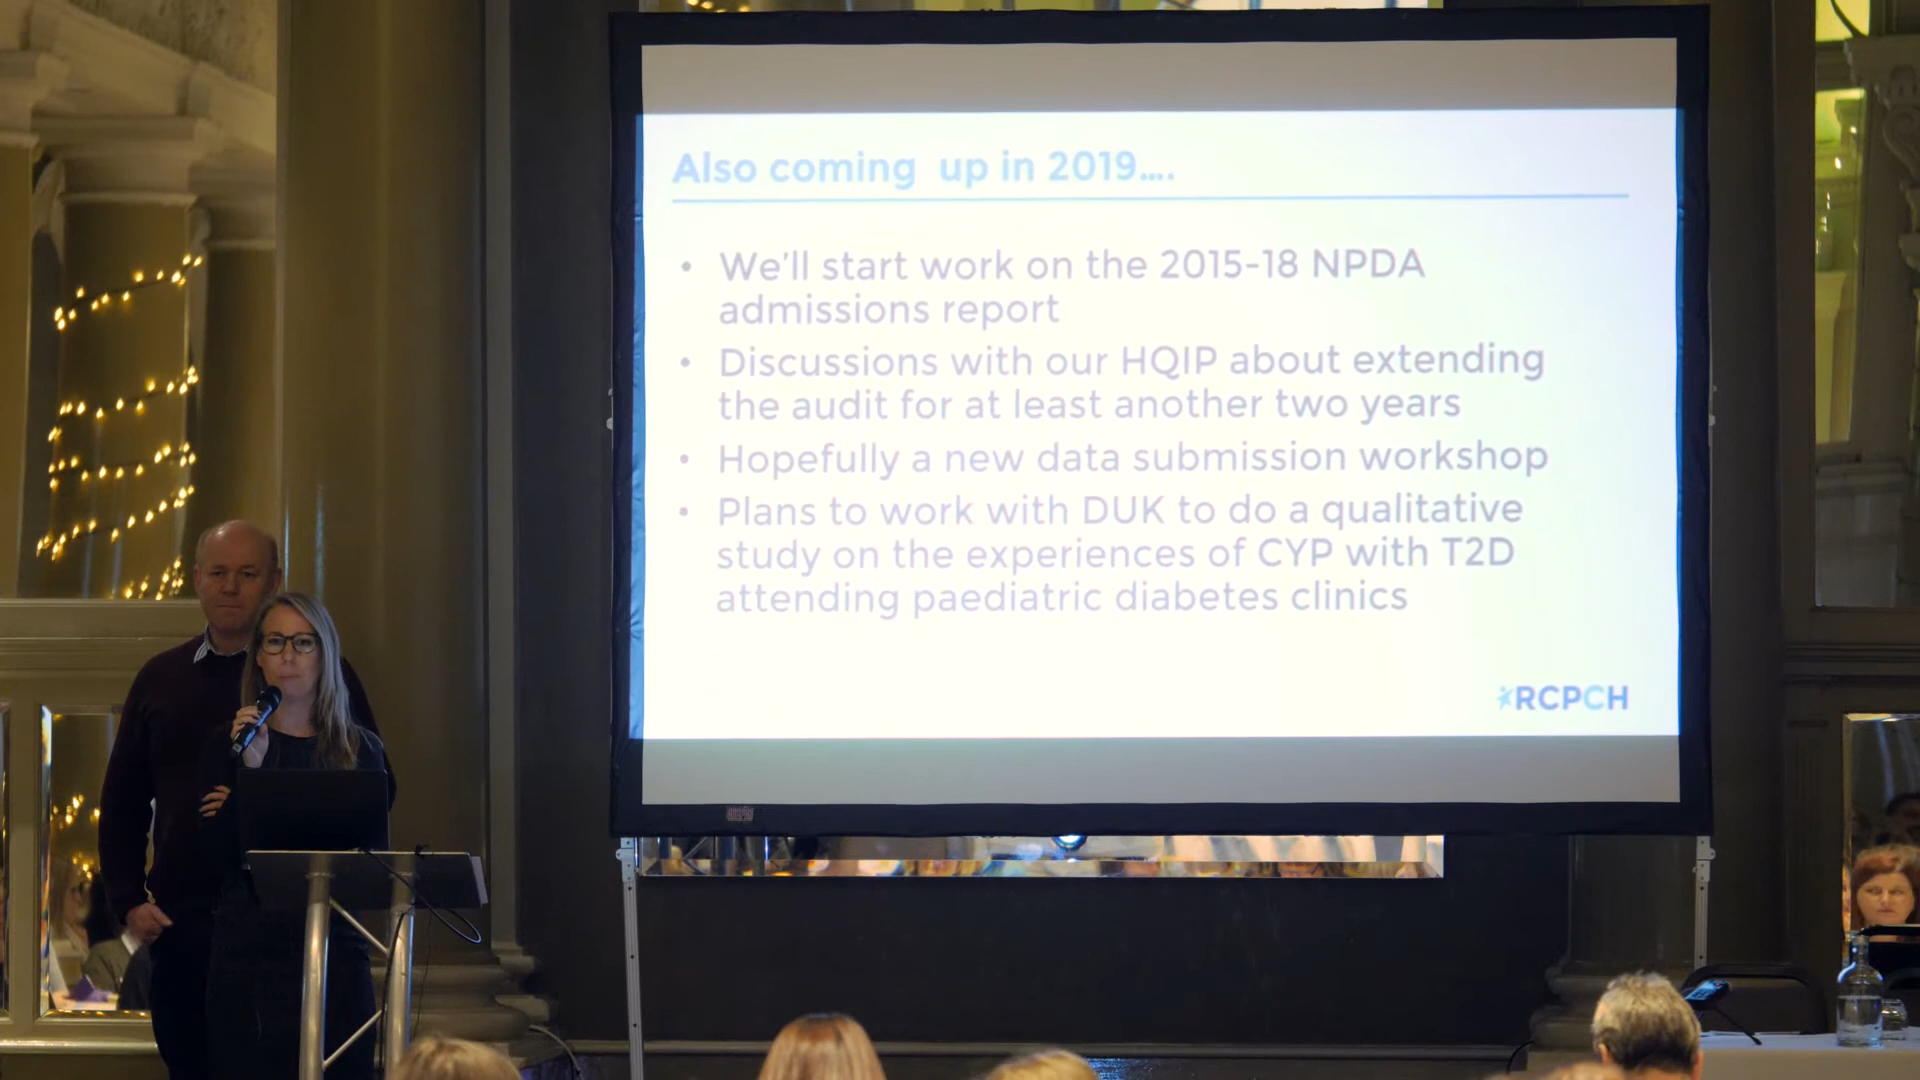 Also coming up in 2019....
• We'll start work on the 2015-18 NPDA
admissions report
• Discussions with our HQIP about extending
the audit for at least another two years
• Hopefully a new data submission workshop
• Plans to work with DUK to do a qualitative
study on the experiences of CYP with T2D
attending paediatric diabetes clinics
RCPCH